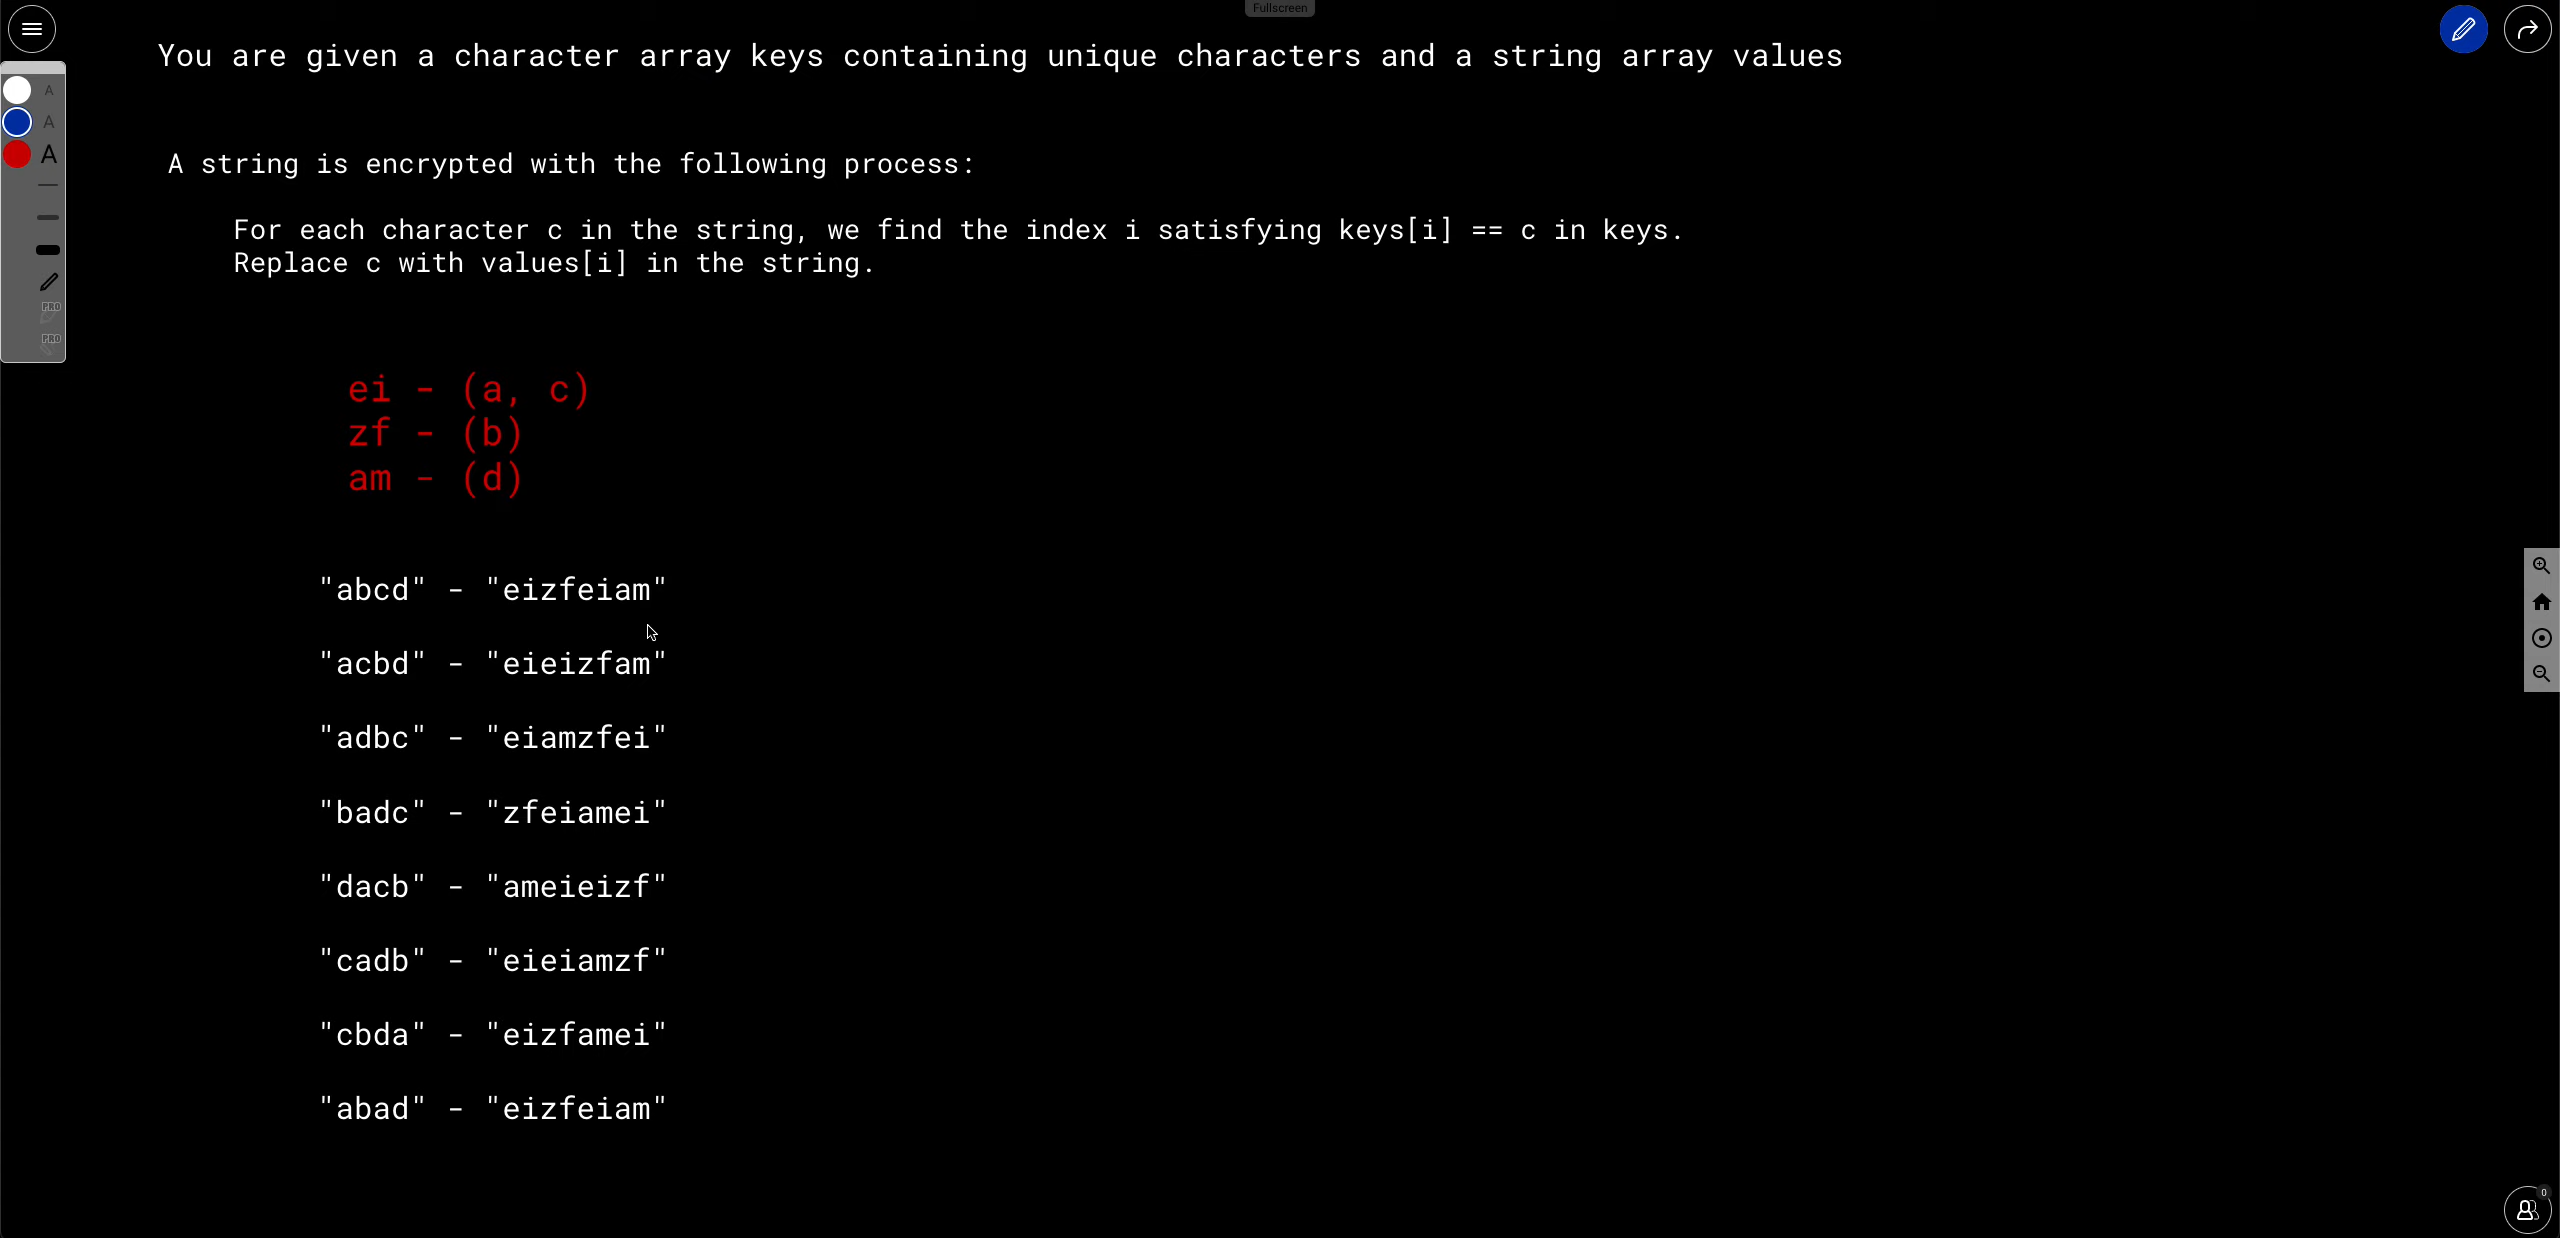 Fullscreen
You are given a character array keys containing unique characters and a string array values
A
A
A
PRO
PRO
A string is encrypted with the following process:
For each character c in the string, we find the index i satisfying keys[i] == c in keys.
Replace c with values[i] in the string.
ei - (a, c)
zf - (b)
am - (d)
"abcd" - "eizfeiam"
"acbd" - "eieizfam"
"adbc" - "eiamzfei"
"badc" - "zfeiamei"
"dacb" - "ameieizf"
"cadb" - "eieiamzf"
"cbda" - "eizfamei"
"abad" - "eizfeiam"
0